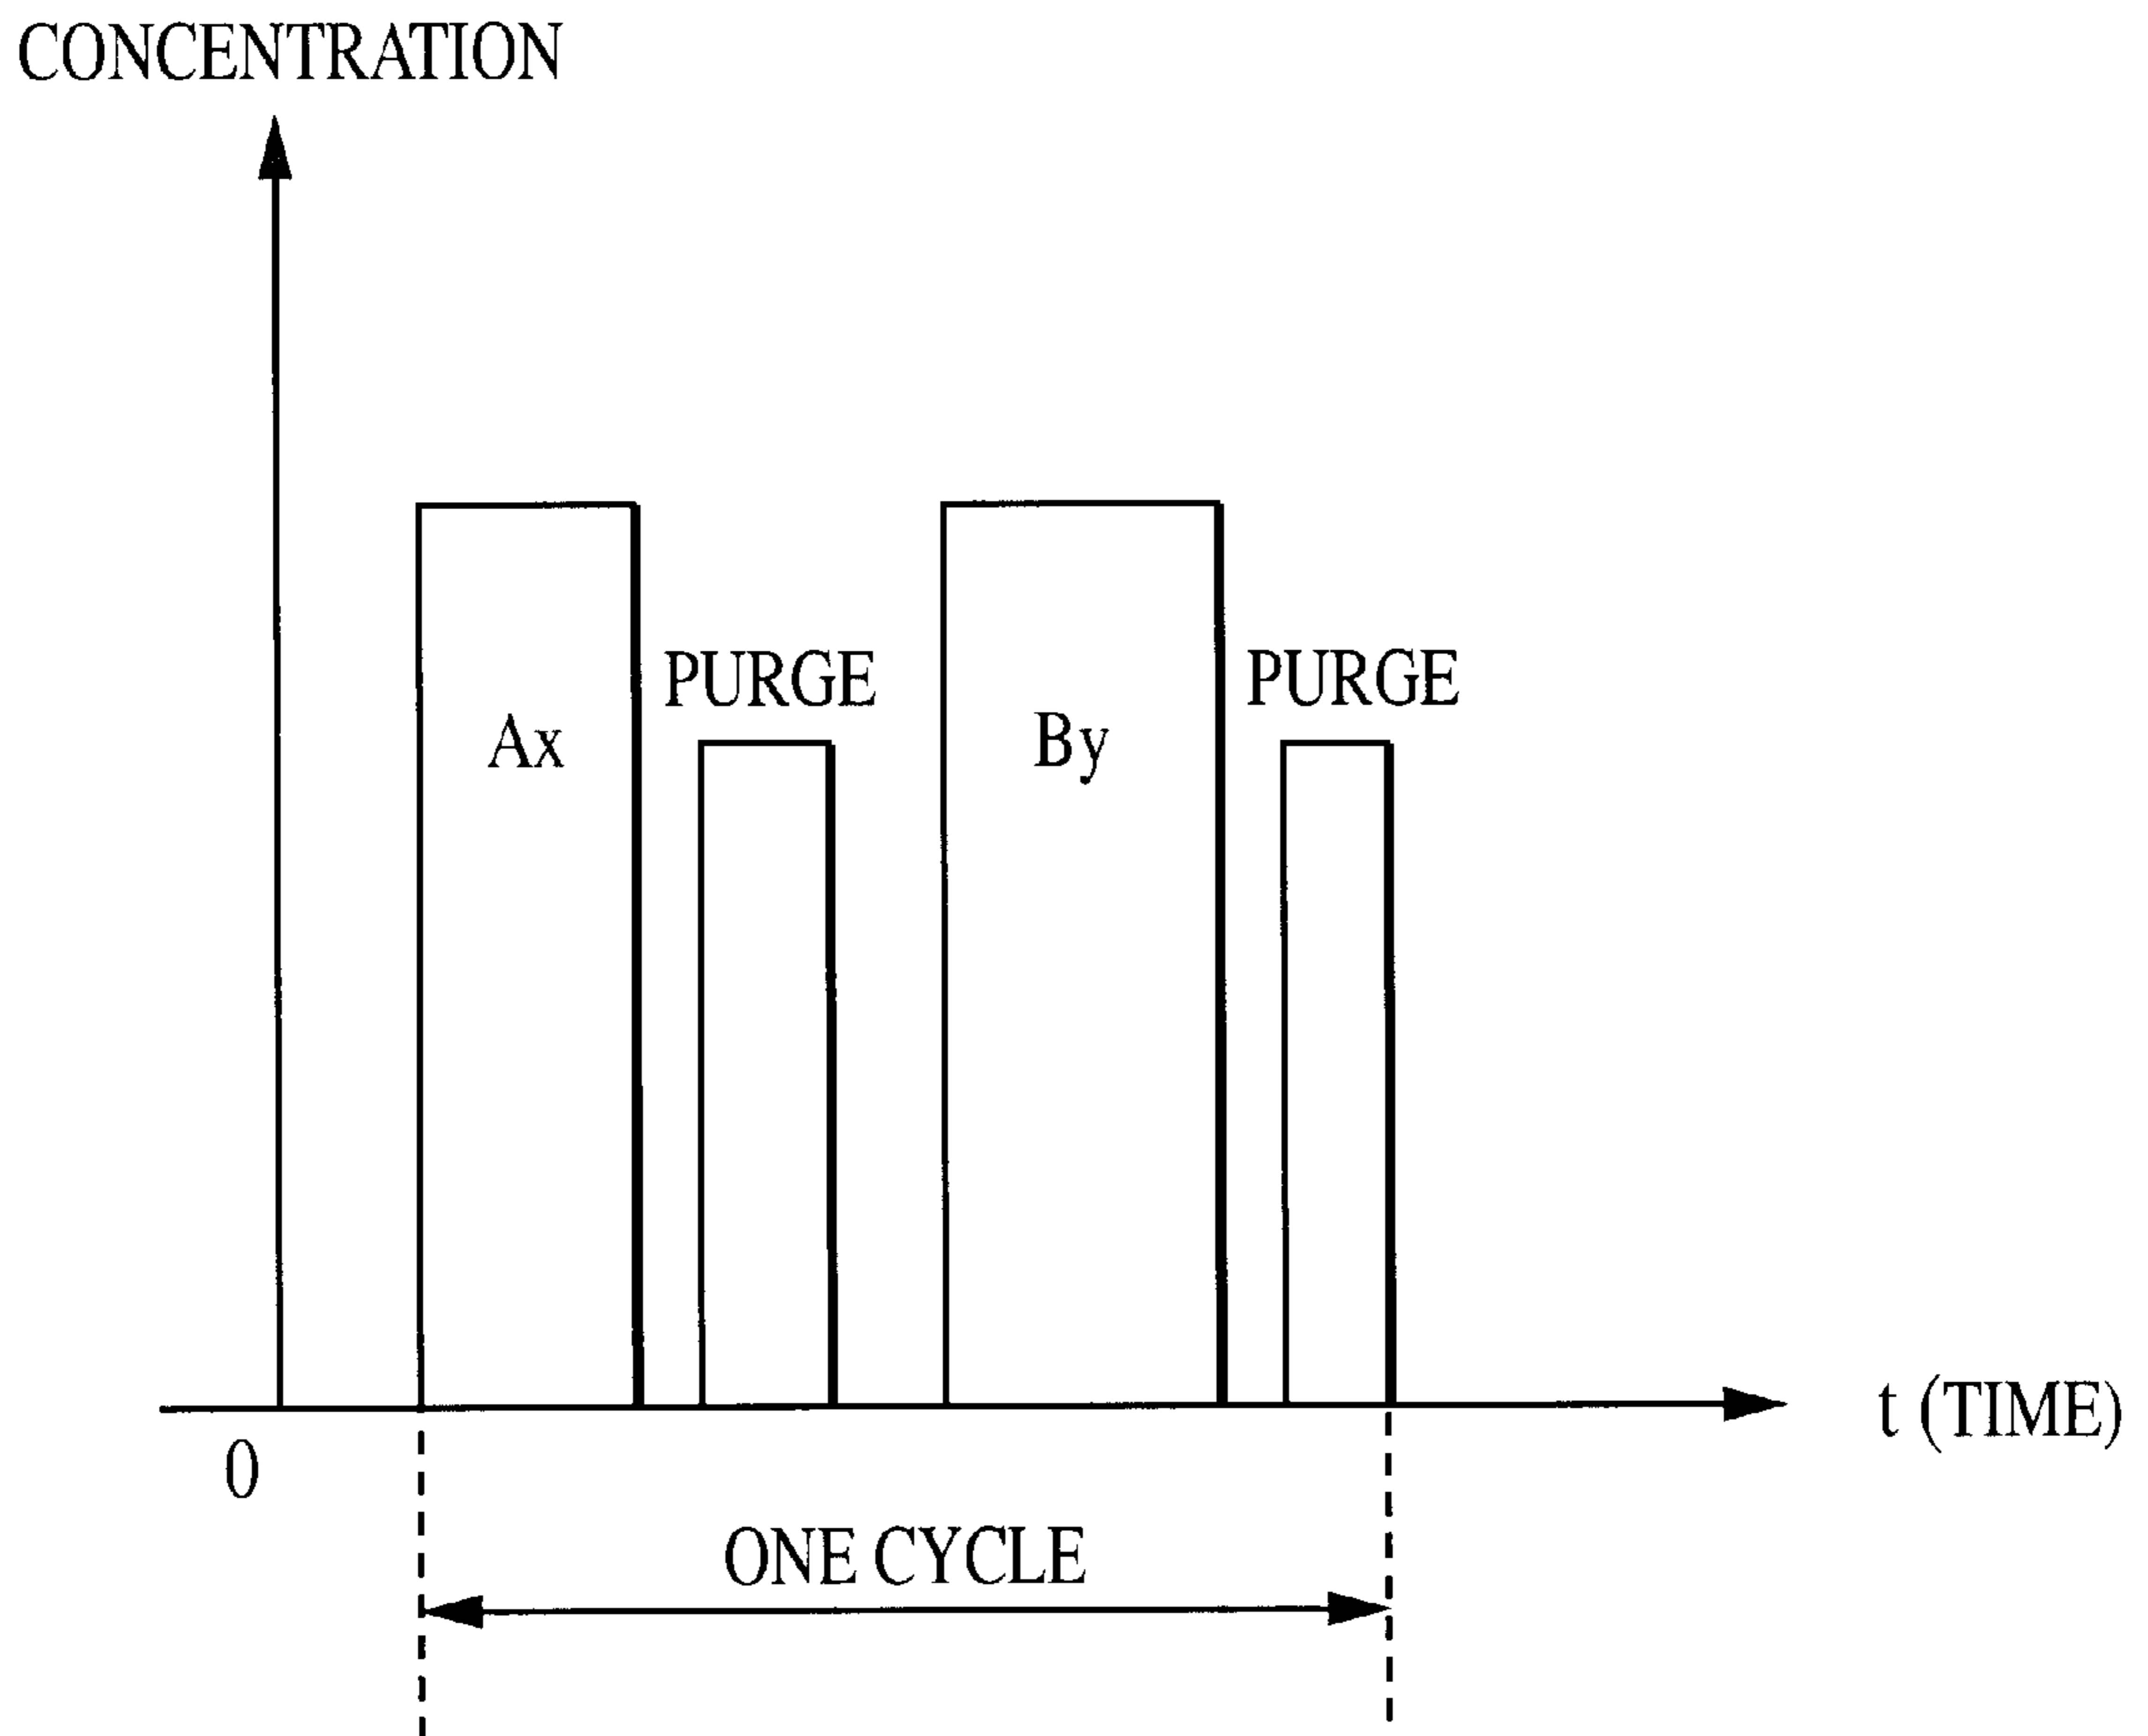 CONCENTRATION
PURGE
PURGE
Ax
By
t (TIME)
0
ONE CYCLE